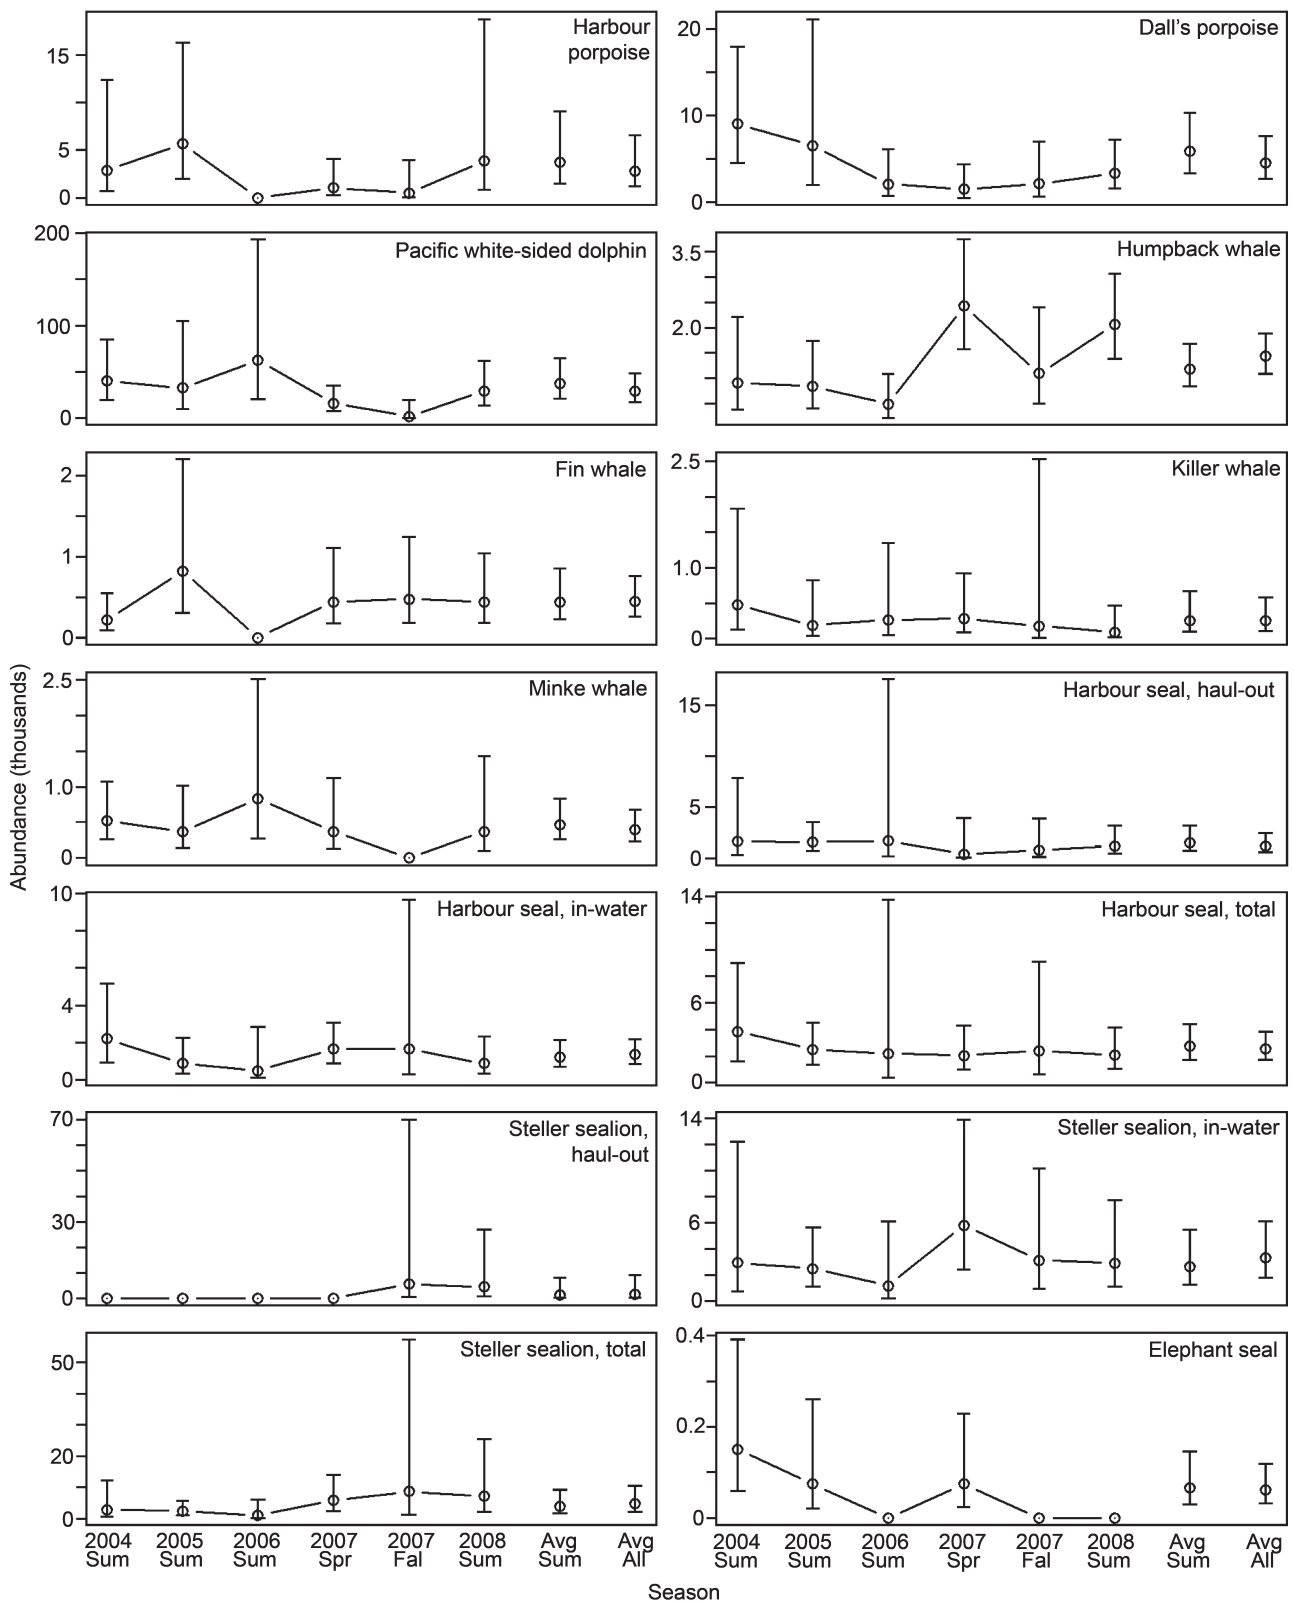 Harbour
porpoise
15
5
0
Dall's porpoise
20
10
0
Pacific white-sided dolphin
200
100
0
Humpback whale
3.5
2.0
Fin whale
2
1
0
Killer whale
2.5
1.0
0
Abundance (thousands)
Minke whale
2.5
1.0
0
Harbour seal, haul-out
15
5
0
Harbour seal, in-water
10
4
0
Harbour seal, total
14
6
0
Steller sealion,
haul-out
70
30
0
Steller sealion, in-water
14
6
0
Steller sealion, total
50
20
0
Elephant seal
0.4
0.2
0
2004 2005 2006 2007 2007 2008 Avg Avg
Sum Sum Sum Spr Fal Sum Sum All
2004 2005 2006 2007 2007 2008 Avg Avg
Sum Sum Sum Spr Fal Sum Sum All
Season